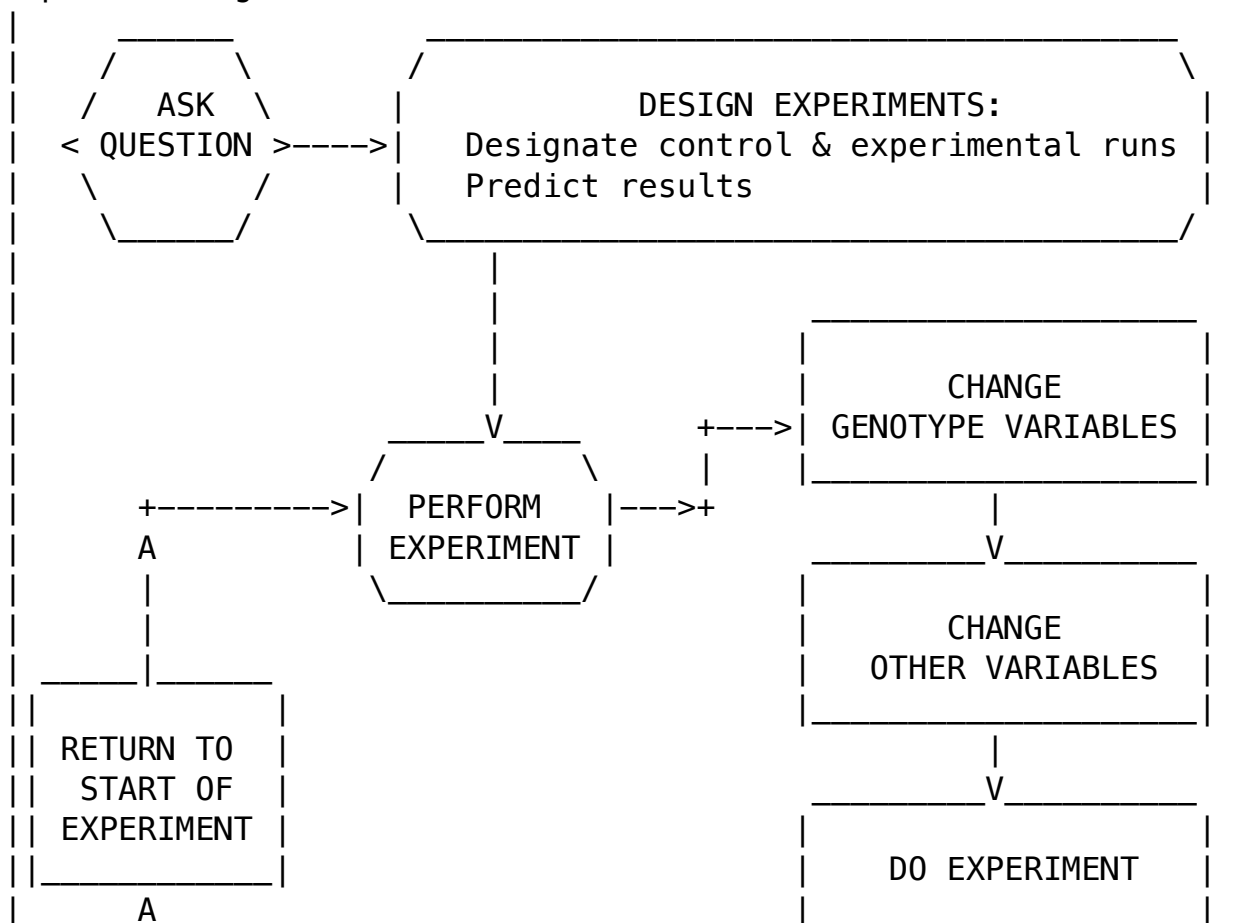 ASK
QUESTION
DESIGN EXPERIMENTS:
Designate control & experimental runs
Predict results
CHANGE
GENOTYPE VARIABLES
PERFORM
EXPERIMENT
CHANGE
OTHER VARIABLES
RETURN TO
START OF
EXPERIMENT
DO EXPERIMENT